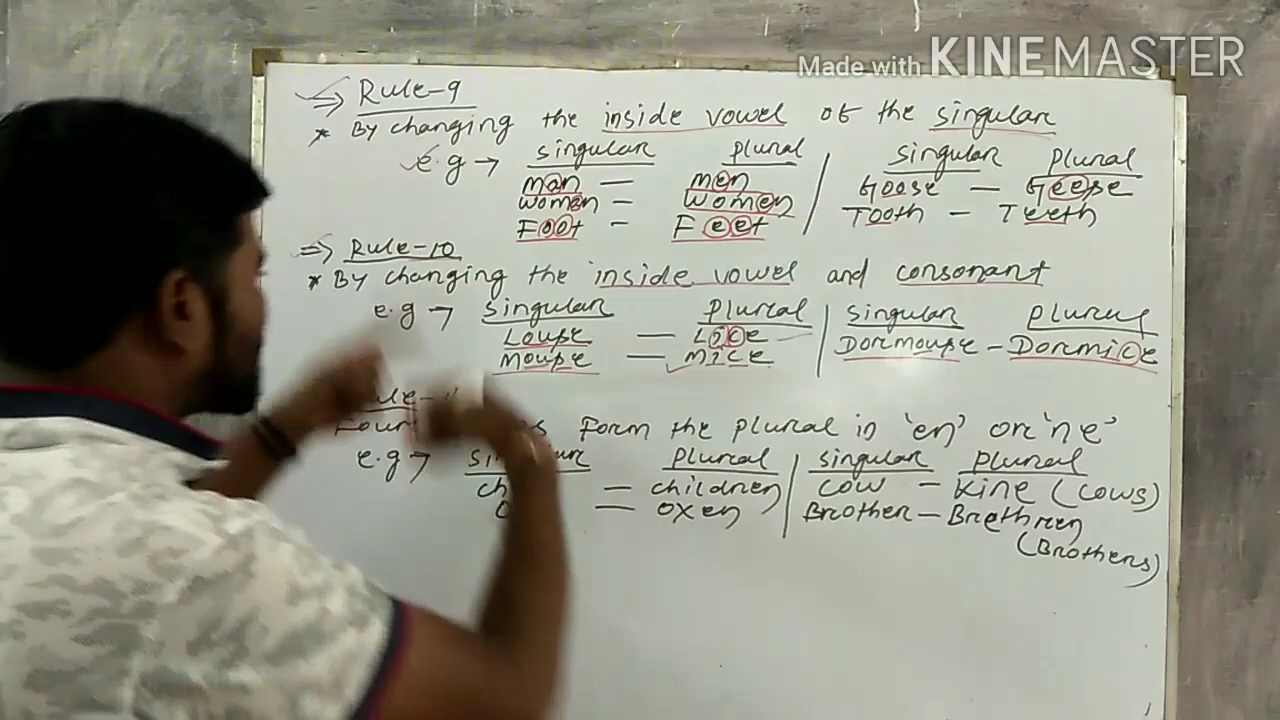 Made with KINEMASTER
⇒ Rule-9
* By changing the inside vowel of the singular
e.g → singular plural / singular plural
man — men / Goose — Geese
women — women / Tooth — Teeth
Foot — Feet
⇒ Rule-10
* By changing the inside vowel and consonant
e.g → singular plural / singular plural
Louse — Lice / Dormouse — Dormice
mouse — mice
Four form the plural in 'en' or 'ne'
e.g → plural / singular plural
— children / cow — kine (cows)
— oxen / Brother — Brethren
(Brothers)